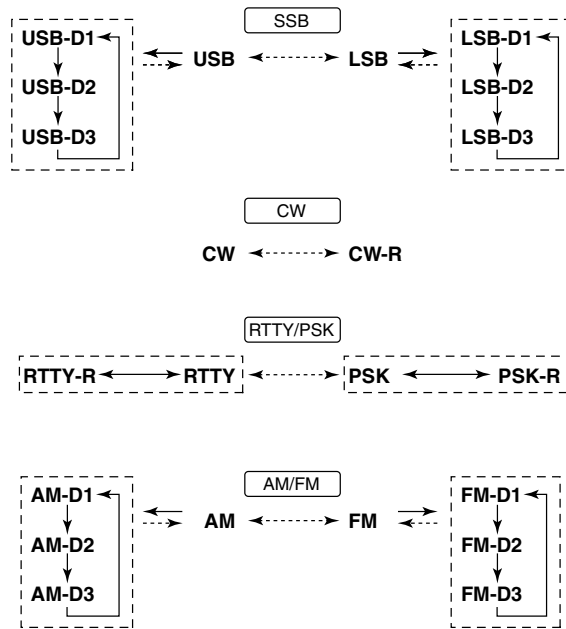 SSB
USB-D1
USB-D2
USB-D3
USB
LSB
LSB-D1
LSB-D2
LSB-D3
CW
CW
CW-R
RTTY/PSK
RTTY-R
RTTY
PSK
PSK-R
AM/FM
AM-D1
AM-D2
AM-D3
AM
FM
FM-D1
FM-D2
FM-D3